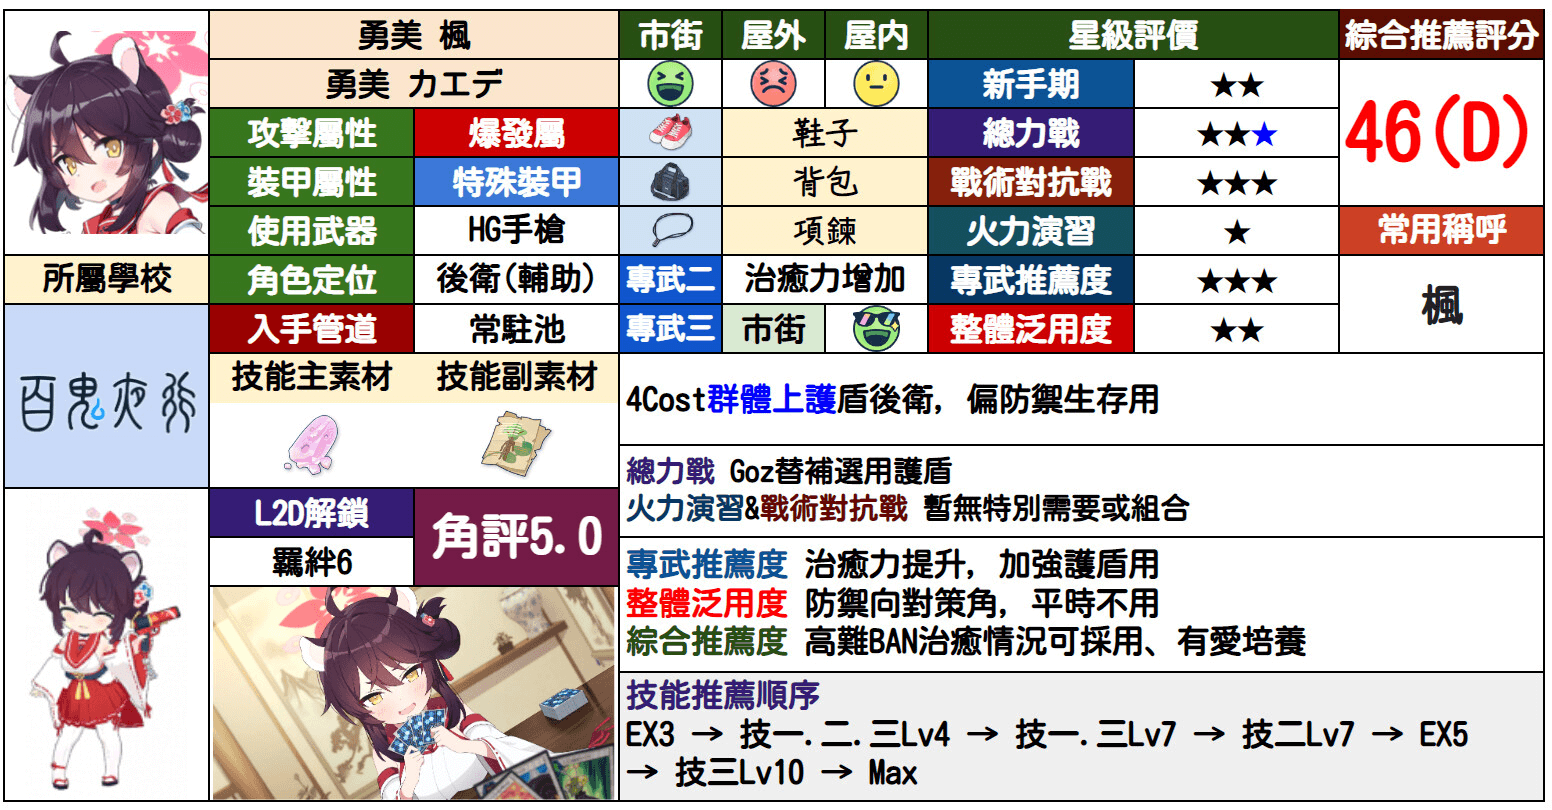 勇美 楓
市街
屋外
屋内
星級評價
綜合推薦評分
勇美 カエデ
新手期
★★
46(D)
攻擊屬性
爆發屬
鞋子
總力戰
★★★
裝甲屬性
特殊裝甲
背包
戰術對抗戰
★★★
使用武器
HG手槍
項鍊
火力演習
★
常用稱呼
所屬學校
角色定位
後衛(輔助)
專武二
治癒力增加
專武推薦度
★★★
楓
百鬼夜行
入手管道
常駐池
專武三
市街
整體泛用度
★★
技能主素材
技能副素材
4Cost群體上護盾後衛, 偏防禦生存用
總力戰 Goz替補選用護盾
火力演習&戰術對抗戰 暫無特別需要或組合
L2D解鎖
角評5.0
羈絆6
專武推薦度 治癒力提升, 加強護盾用
整體泛用度 防禦向對策角, 平時不用
綜合推薦度 高難BAN治癒情況可採用、有愛培養
技能推薦順序
EX3 → 技一.二.三Lv4 → 技一.三Lv7 → 技二Lv7 → EX5
→ 技三Lv10 → Max